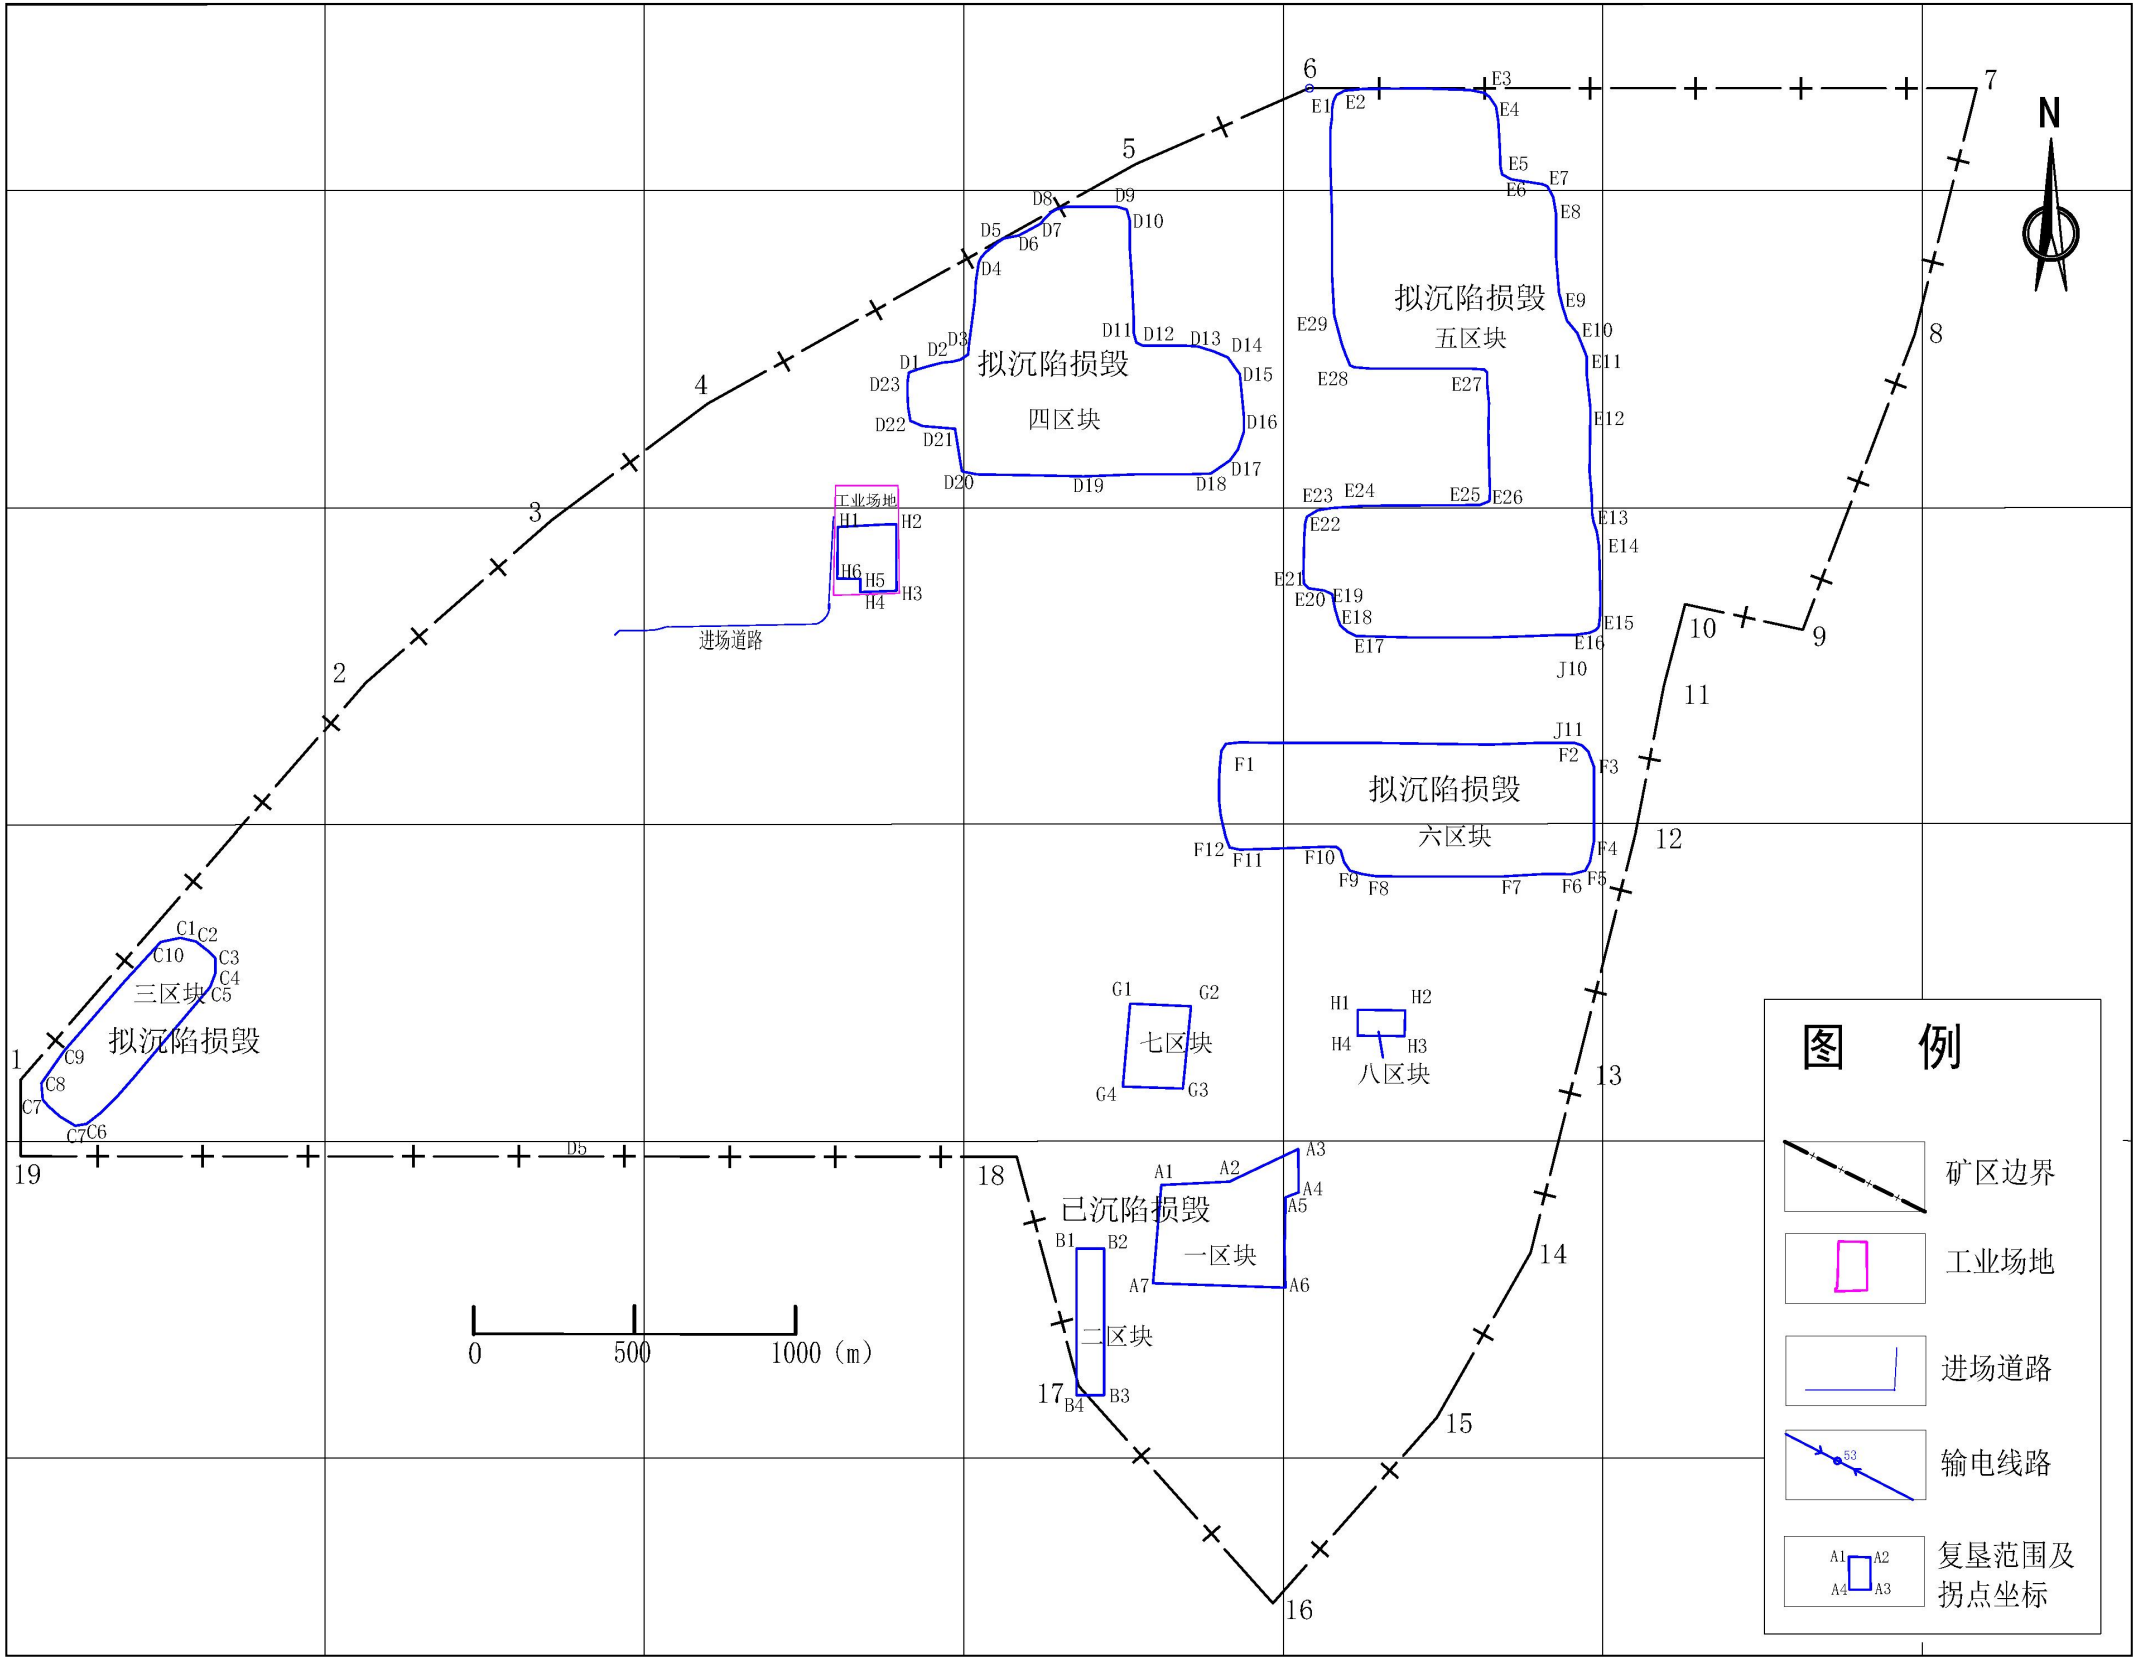 6
7
E3
E1
E2
E4
N
5
E5
E6
E7
D8
D9
D5
D6
D7
D10
E8
D4
拟沉陷损毁
E9
E29
五区块
E10
8
D11
D12
D13
D14
D1
D2
D3
拟沉陷损毁
E11
D23
D15
E28
E27
4
D22
D21
四区块
D16
E12
D20
D19
D18
D17
工业场地
E23
E24
E25
E26
3
H1
H2
E22
E13
E14
H6
H5
H4
H3
E21
E20
E19
E18
E15
进场道路
E17
E16
10
9
J10
2
11
J11
F1
F2
F3
拟沉陷损毁
六区块
12
F12
F11
F10
F4
F9
F8
F7
F6
F5
C1
C2
C10
C3
C4
三区块
C5
G1
G2
H1
H2
拟沉陷损毁
七区块
H4
H3
图 例
1
C9
八区块
13
C8
G4
G3
C7
C7
C6
D5
19
18
A1
A2
A3
A4
矿区边界
已沉陷损毁
A5
B1
B2
一区块
14
工业场地
A7
A6
二区块
0
500
1000 (m)
进场道路
17
B4
B3
15
53
输电线路
A1
A2
复垦范围及
A4
A3
拐点坐标
16